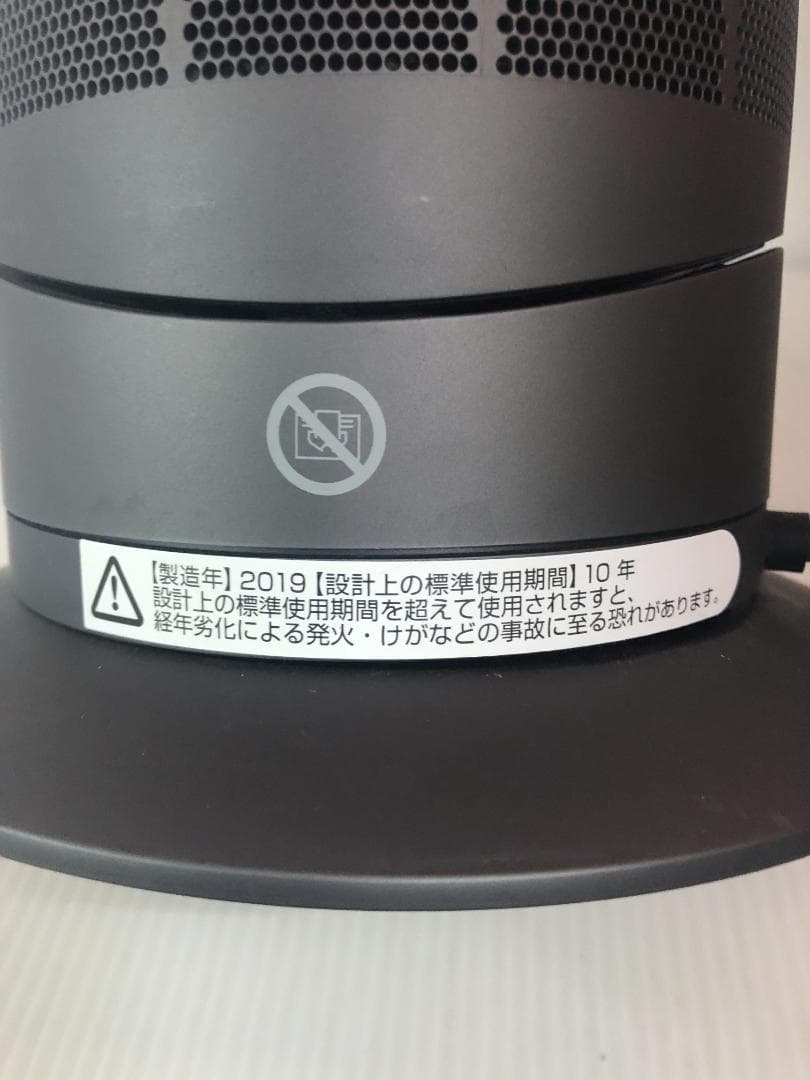 【製造年】2019【設計上の標準使用期間】10 年
設計上の標準使用期間を超えて使用されますと、
経年劣化による発火・けがなどの事故に至る恐れがあります。